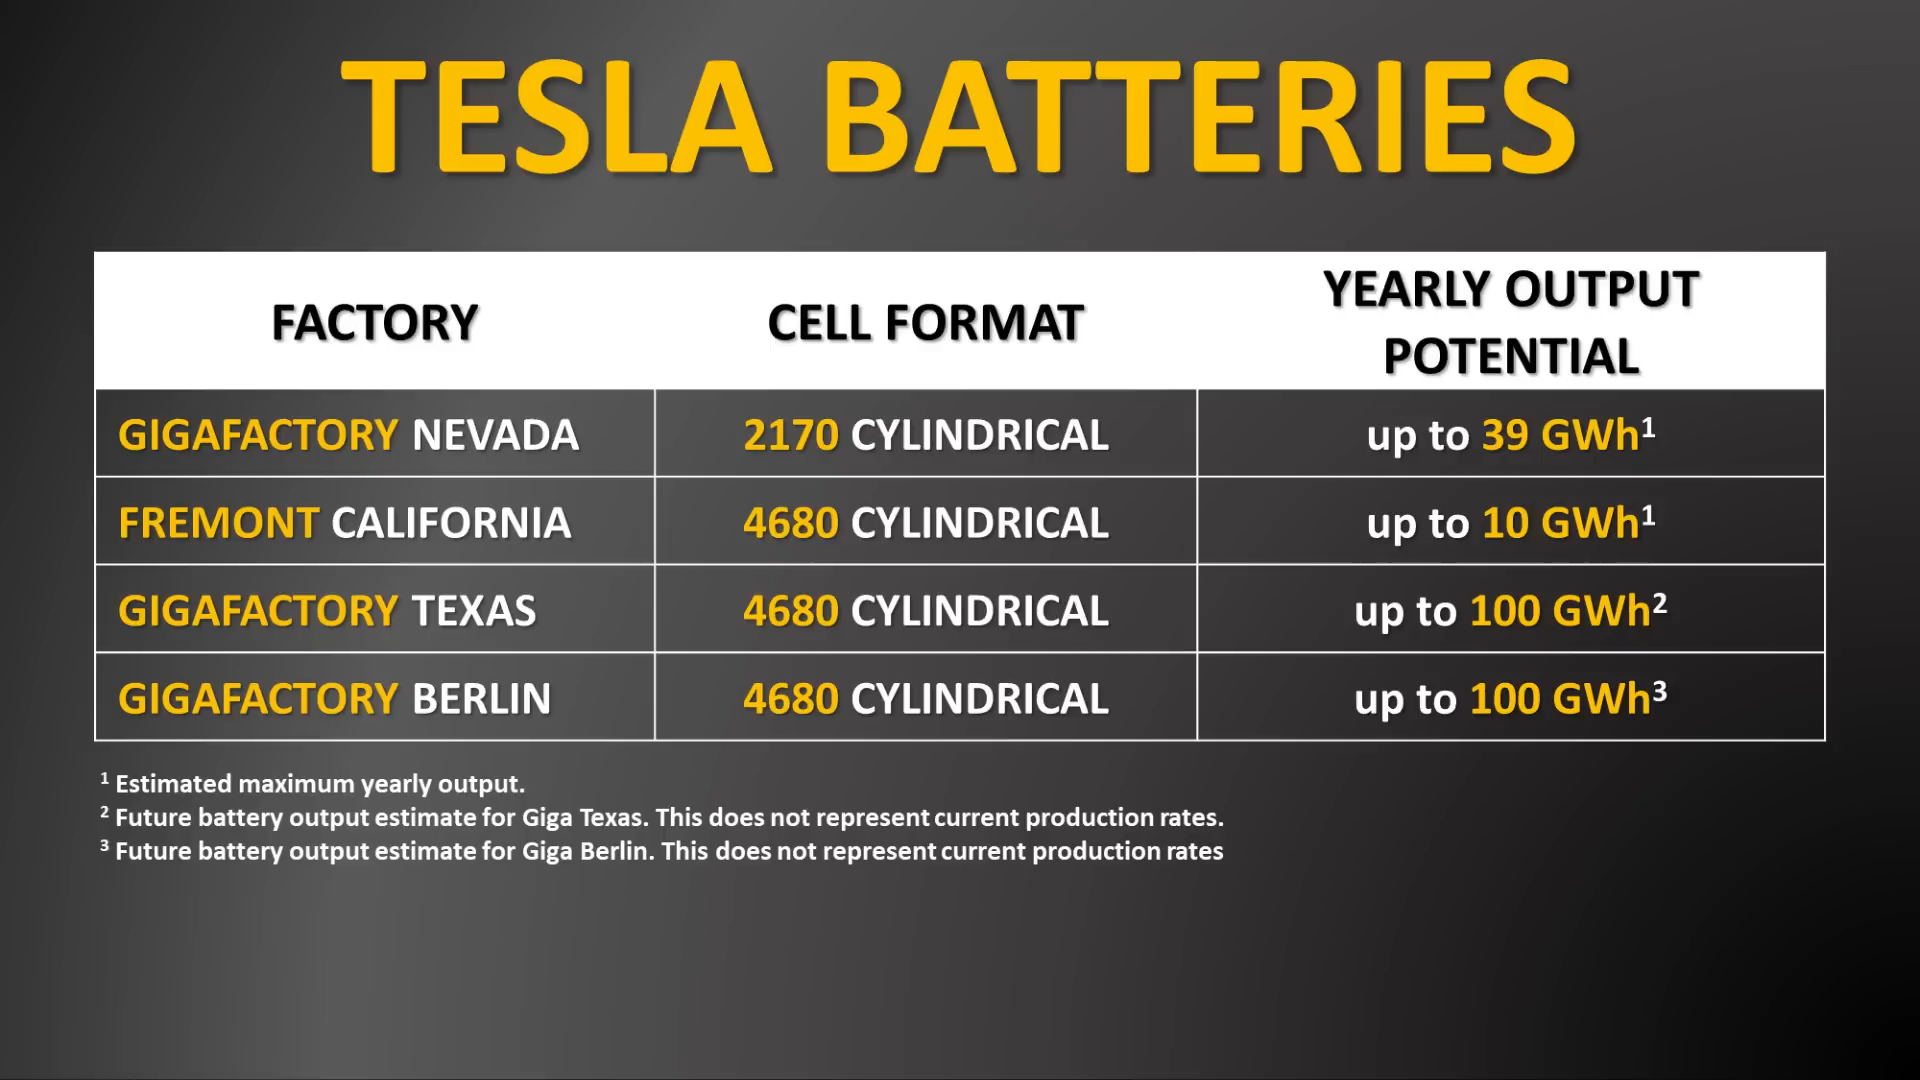 TESLA BATTERIES
FACTORY
CELL FORMAT
YEARLY OUTPUT
POTENTIAL
GIGAFACTORY NEVADA
2170 CYLINDRICAL
up to 39 GWh¹
FREMONT CALIFORNIA
4680 CYLINDRICAL
up to 10 GWh¹
GIGAFACTORY TEXAS
4680 CYLINDRICAL
up to 100 GWh²
GIGAFACTORY BERLIN
4680 CYLINDRICAL
up to 100 GWh³
¹ Estimated maximum yearly output.
² Future battery output estimate for Giga Texas. This does not represent current production rates.
³ Future battery output estimate for Giga Berlin. This does not represent current production rates